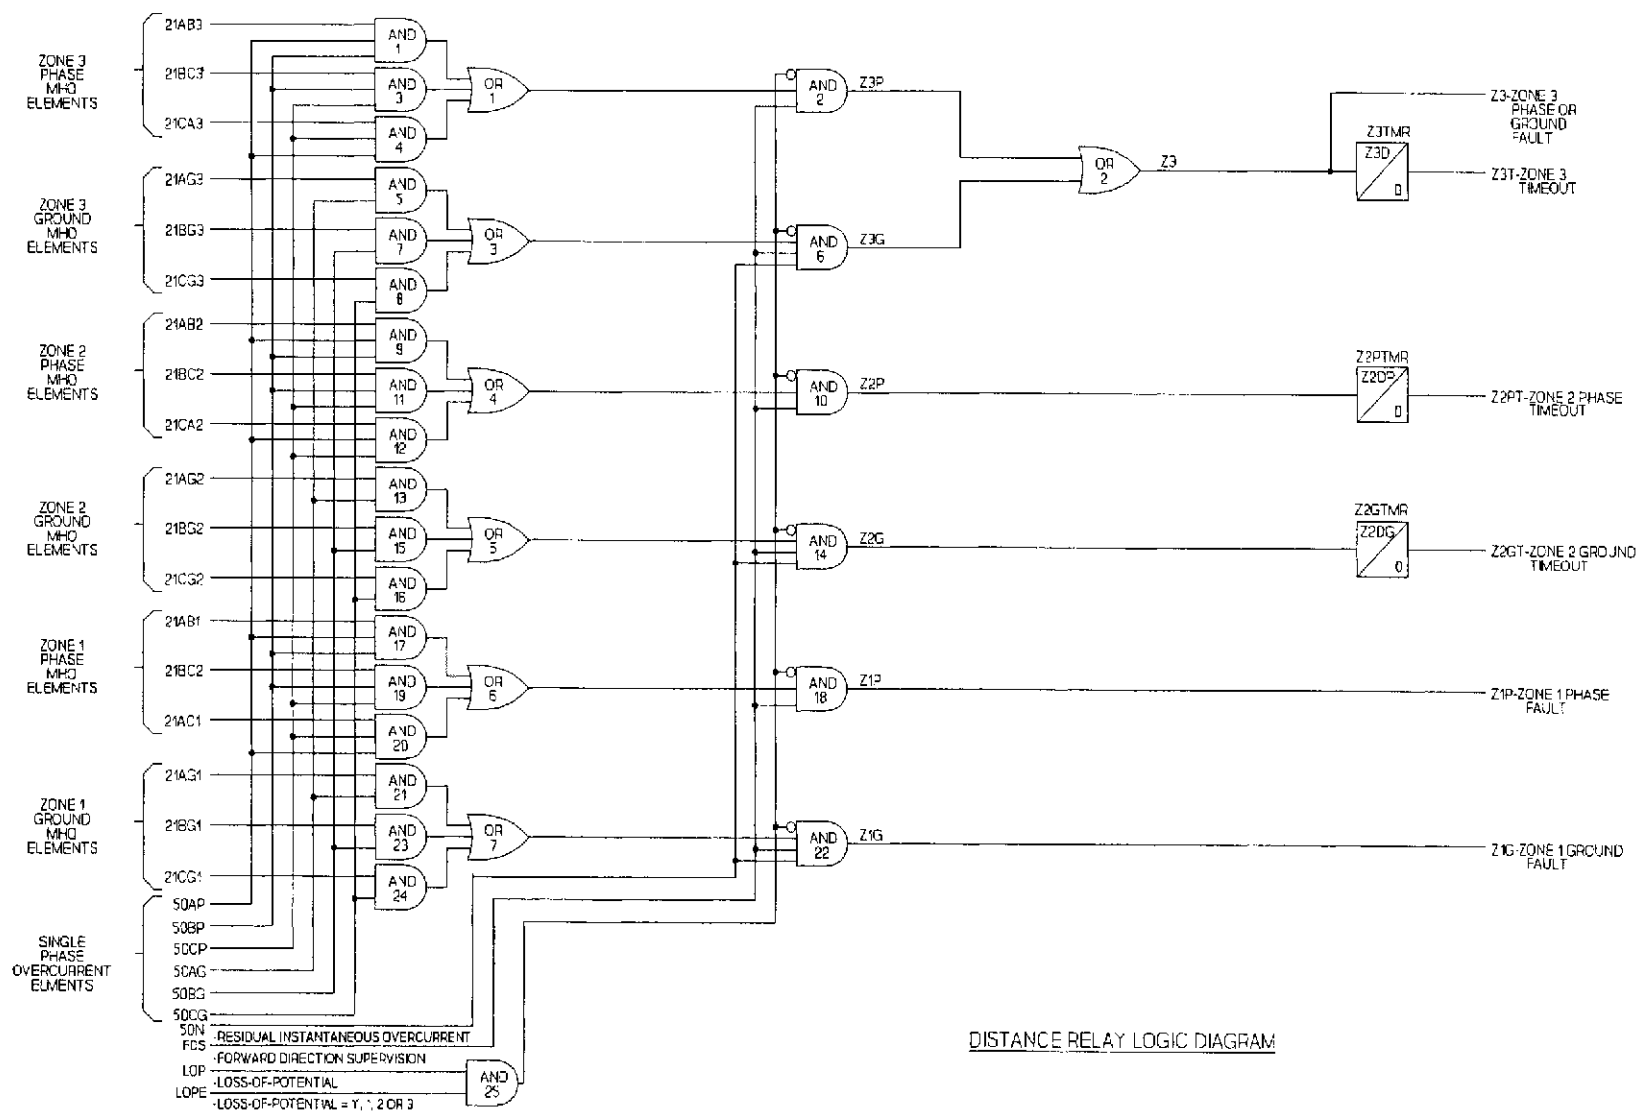 ZONE 3
PHASE
MHO
ELEMENTS
21AB3
21BC3
21CA3
AND
1
AND
3
AND
4
OR
1
AND
2
Z3P
Z3-ZONE 3
PHASE OR
GROUND
FAULT
Z3TMR
Z3D
0
Z3T-ZONE 3
TIMEOUT
OR
2
Z3
ZONE 3
GROUND
MHO
ELEMENTS
21AG3
21BG3
21CG3
AND
5
AND
7
AND
8
OR
3
AND
6
Z3G
ZONE 2
PHASE
MHO
ELEMENTS
21AB2
21BC2
21CA2
AND
9
AND
11
AND
12
OR
4
AND
10
Z2P
Z2PTMR
Z2DP
0
Z2PT-ZONE 2 PHASE
TIMEOUT
ZONE 2
GROUND
MHO
ELEMENTS
21AG2
21BG2
21CG2
AND
13
AND
15
AND
16
OR
5
AND
14
Z2G
Z2GTMR
Z2DG
0
Z2GT-ZONE 2 GROUND
TIMEOUT
ZONE 1
PHASE
MHO
ELEMENTS
21AB1
21BC2
21AC1
AND
17
AND
19
AND
20
OR
6
AND
18
Z1P
Z1P-ZONE 1 PHASE
FAULT
ZONE 1
GROUND
MHO
ELEMENTS
21AG1
21BG1
21CG1
AND
21
AND
23
AND
24
OR
7
AND
22
Z1G
Z1G-ZONE 1 GROUND
FAULT
SINGLE
PHASE
OVERCURRENT
ELMENTS
50AP
50BP
50CP
50AG
50BG
50CG
50N
-RESIDUAL INSTANTANEOUS OVERCURRENT
FDS
-FORWARD DIRECTION SUPERVISION
LOP
-LOSS-OF-POTENTIAL
LOPE
-LOSS-OF-POTENTIAL = Y, 1, 2 OR 3
AND
25
DISTANCE RELAY LOGIC DIAGRAM